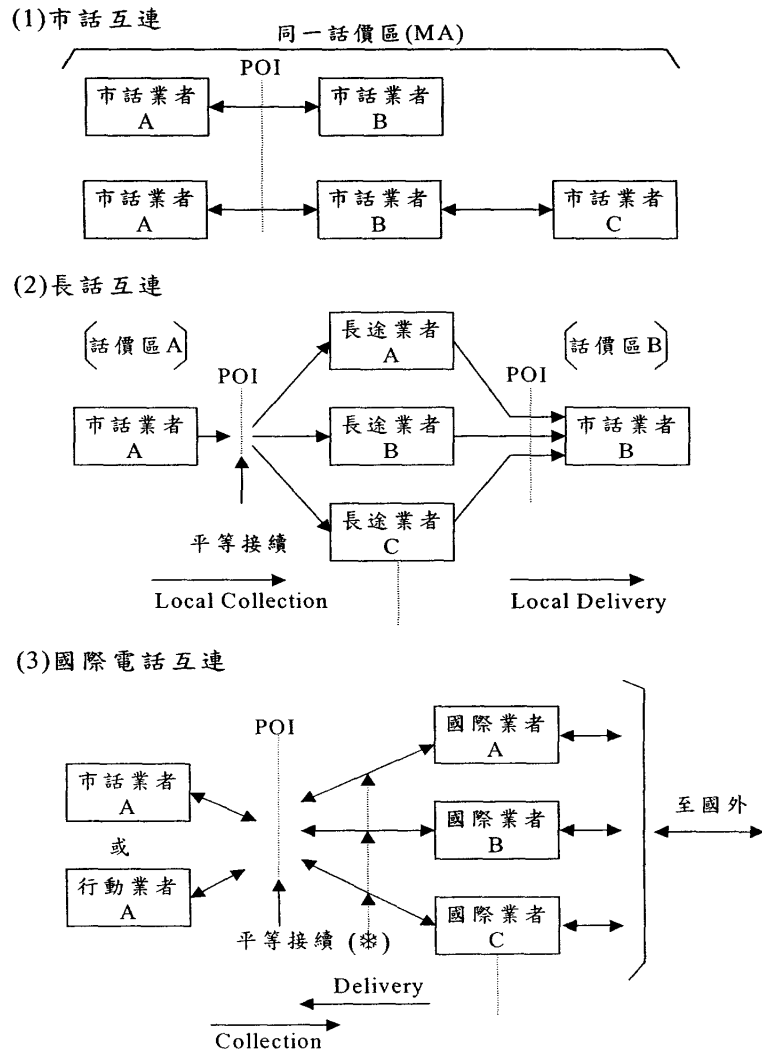 (1)市話互連
同一話價區(MA)
POI
市話業者
A
市話業者
B
市話業者
A
市話業者
B
市話業者
C
(2)長話互連
話價區A
POI
長途業者
A
POI
話價區B
市話業者
A
長途業者
B
市話業者
B
平等接續
長途業者
C
Local Collection
Local Delivery
(3)國際電話互連
POI
國際業者
A
市話業者
A
或
行動業者
A
國際業者
B
至國外
國際業者
C
平等接續(※)
Delivery
Collection